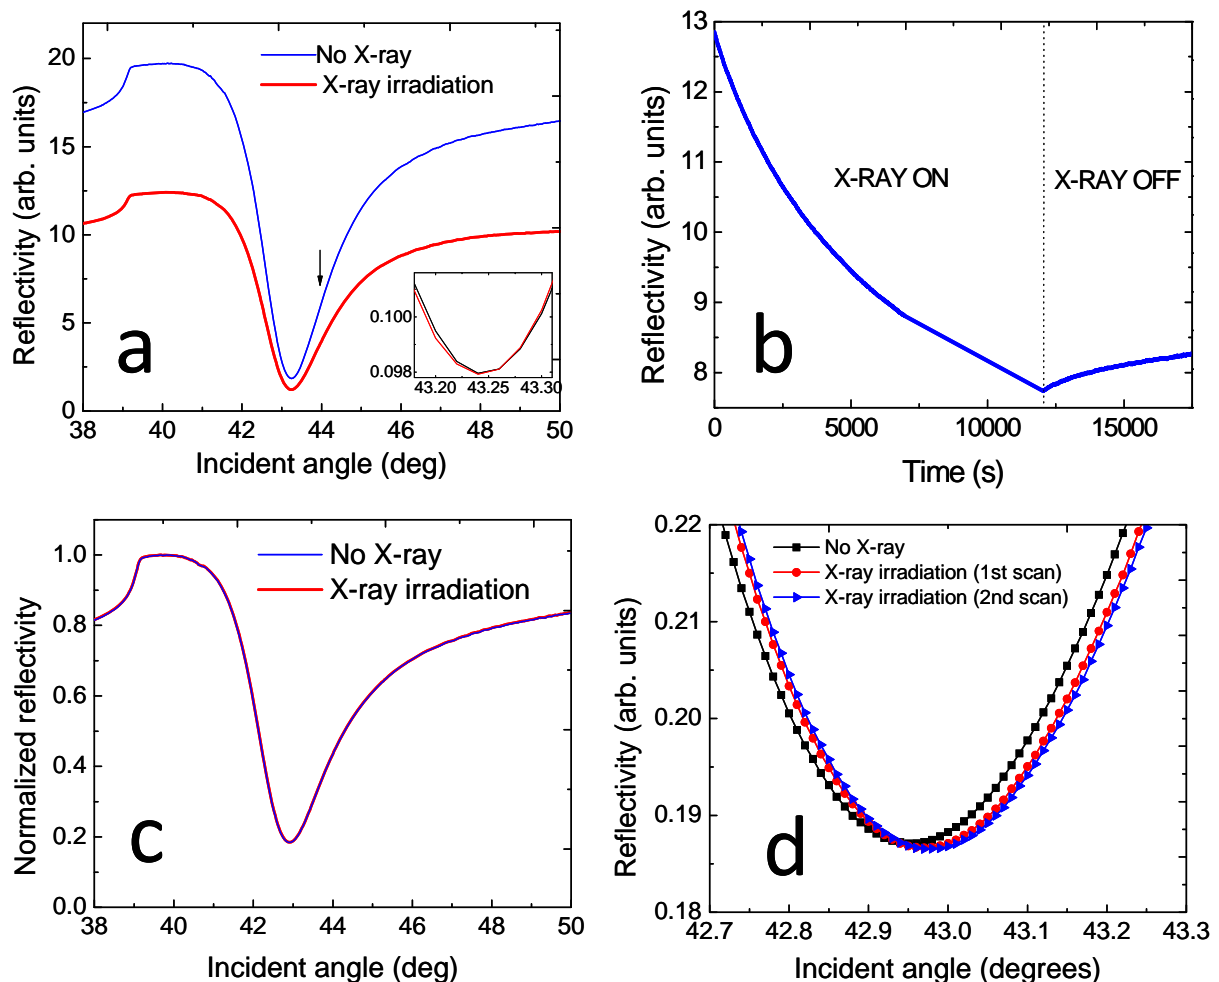 20
15
10
5
0
Reflectivity (arb. units)
No X-ray
X-ray irradiation
a
0.100
0.098
43.20
43.25
43.30
38
40
42
44
46
48
50
Incident angle (deg)
13
12
11
10
9
8
Reflectivity (arb. units)
X-RAY ON
X-RAY OFF
b
0
5000
10000
15000
Time (s)
1.0
0.8
0.6
0.4
0.2
0.0
Normalized reflectivity
No X-ray
X-ray irradiation
c
38
40
42
44
46
48
50
Incident angle (deg)
0.22
0.21
0.20
0.19
0.18
Reflectivity (arb. units)
No X-ray
X-ray irradiation (1st scan)
X-ray irradiation (2nd scan)
d
42.7
42.8
42.9
43.0
43.1
43.2
43.3
Incident angle (degrees)